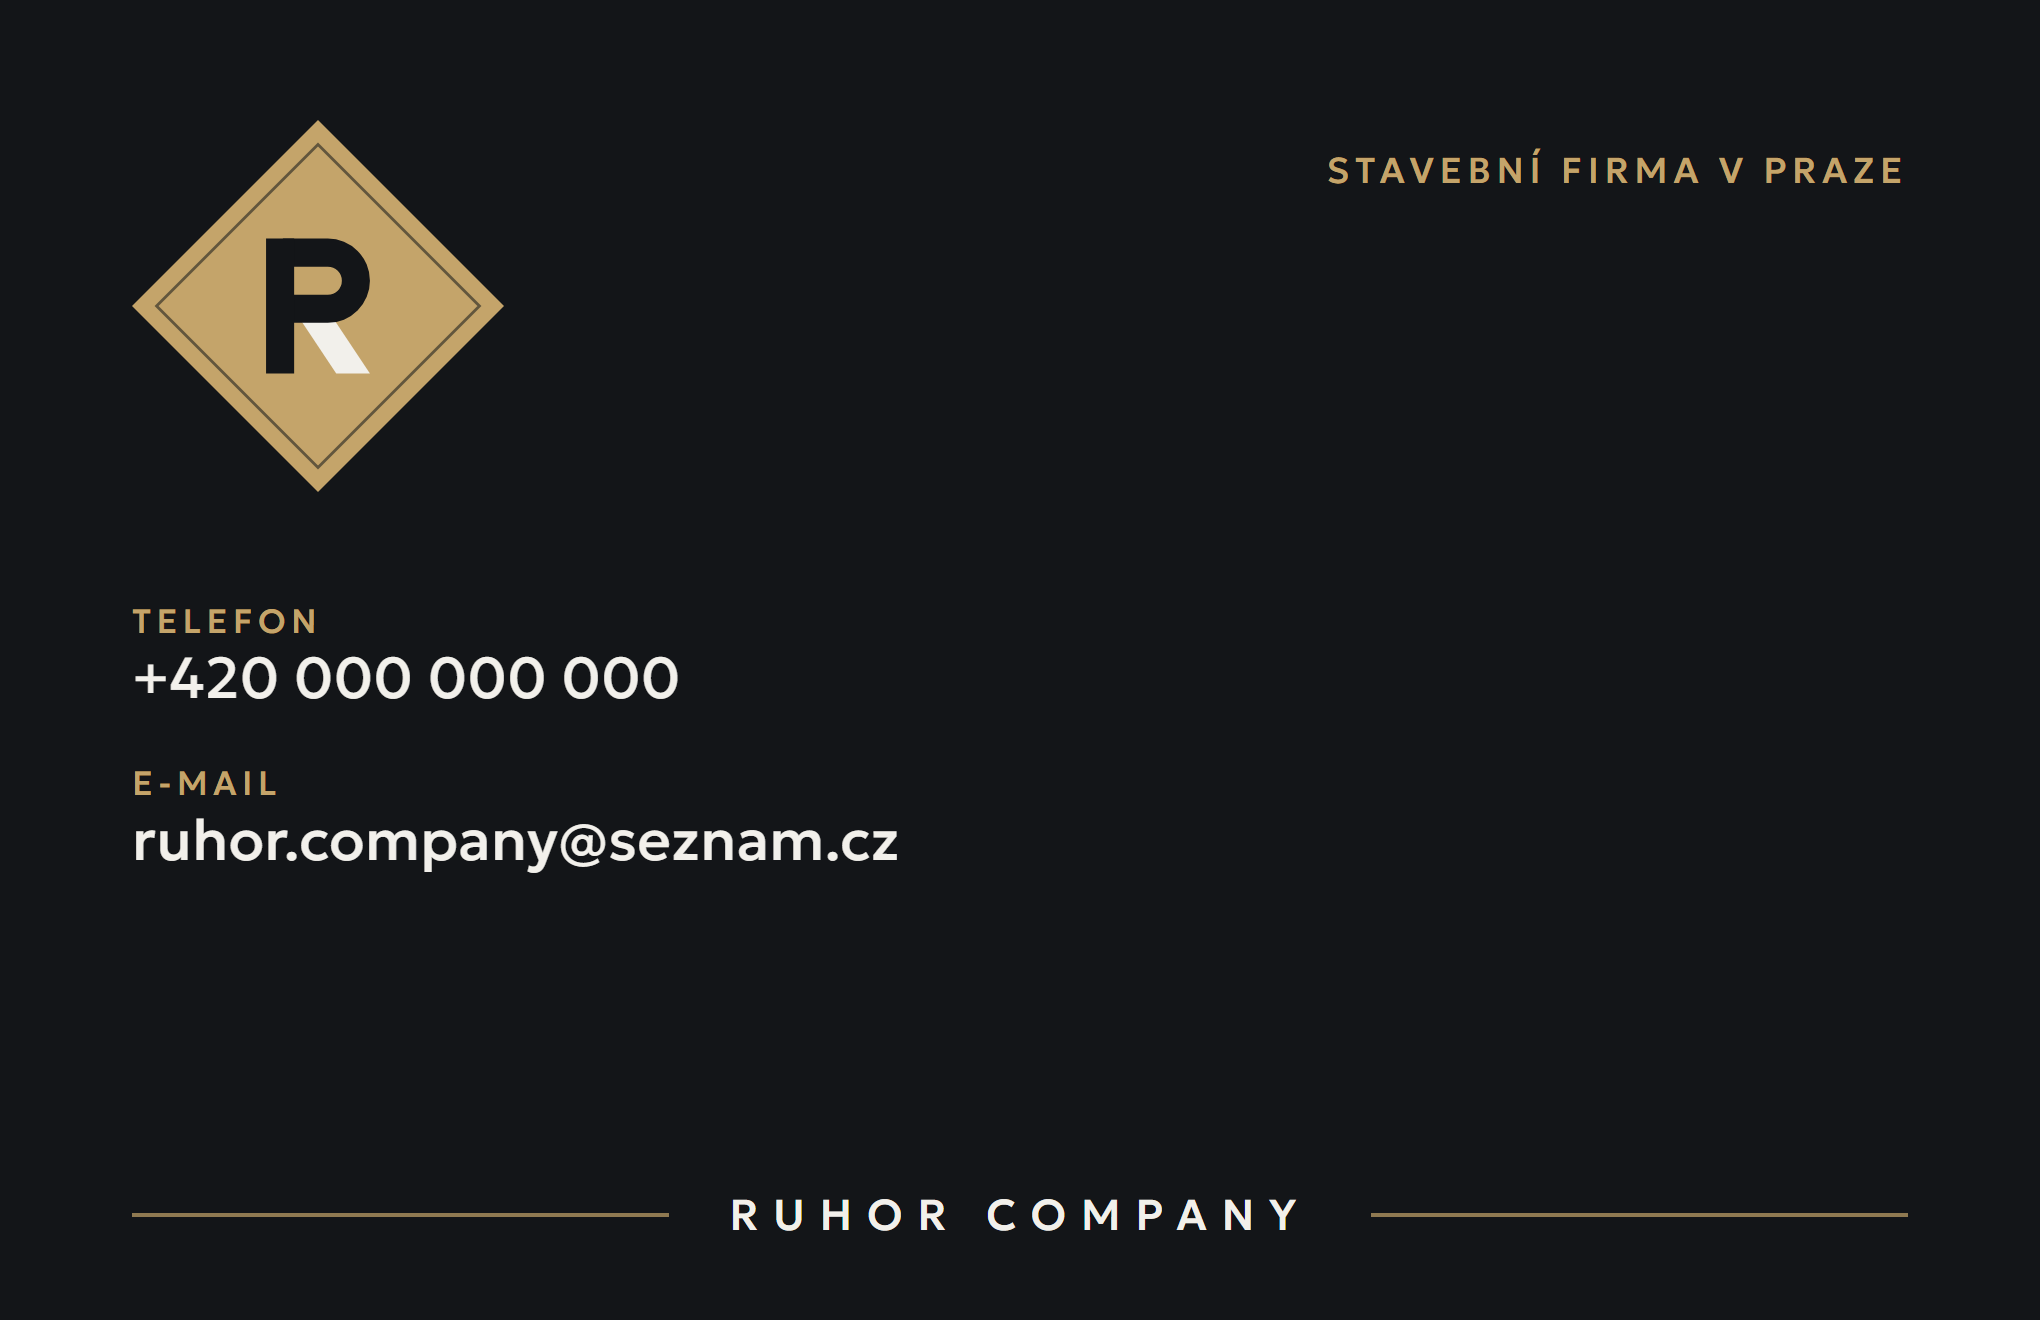 R
STAVEBNÍ FIRMA V PRAZE
TELEFON
+420 000 000 000
E-MAIL
ruhor.company@seznam.cz
RUHOR COMPANY